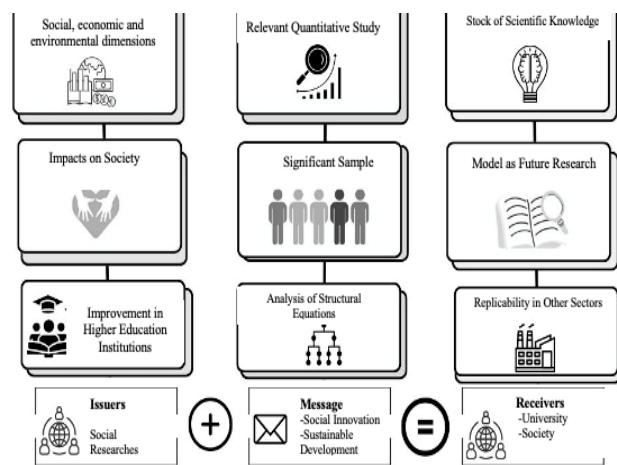 Social, economic and
environmental dimensions
Relevant Quantitative Study
Stock of Scientific Knowledge
Impacts on Society
Significant Sample
Model as Future Research
Improvement in
Higher Education
Institutions
Analysis of Structural
Equations
Replicability in Other Sectors
Issuers
Social
Researches
+
Message
-Social Innovation
-Sustainable
Development
=
Receivers
-University
-Society